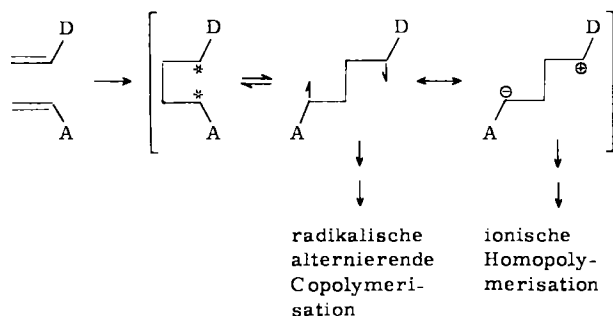 D
D
D
A
A
A
radikalische
alternierende
Copolymeri-
sation
ionische
Homopoly-
merisation